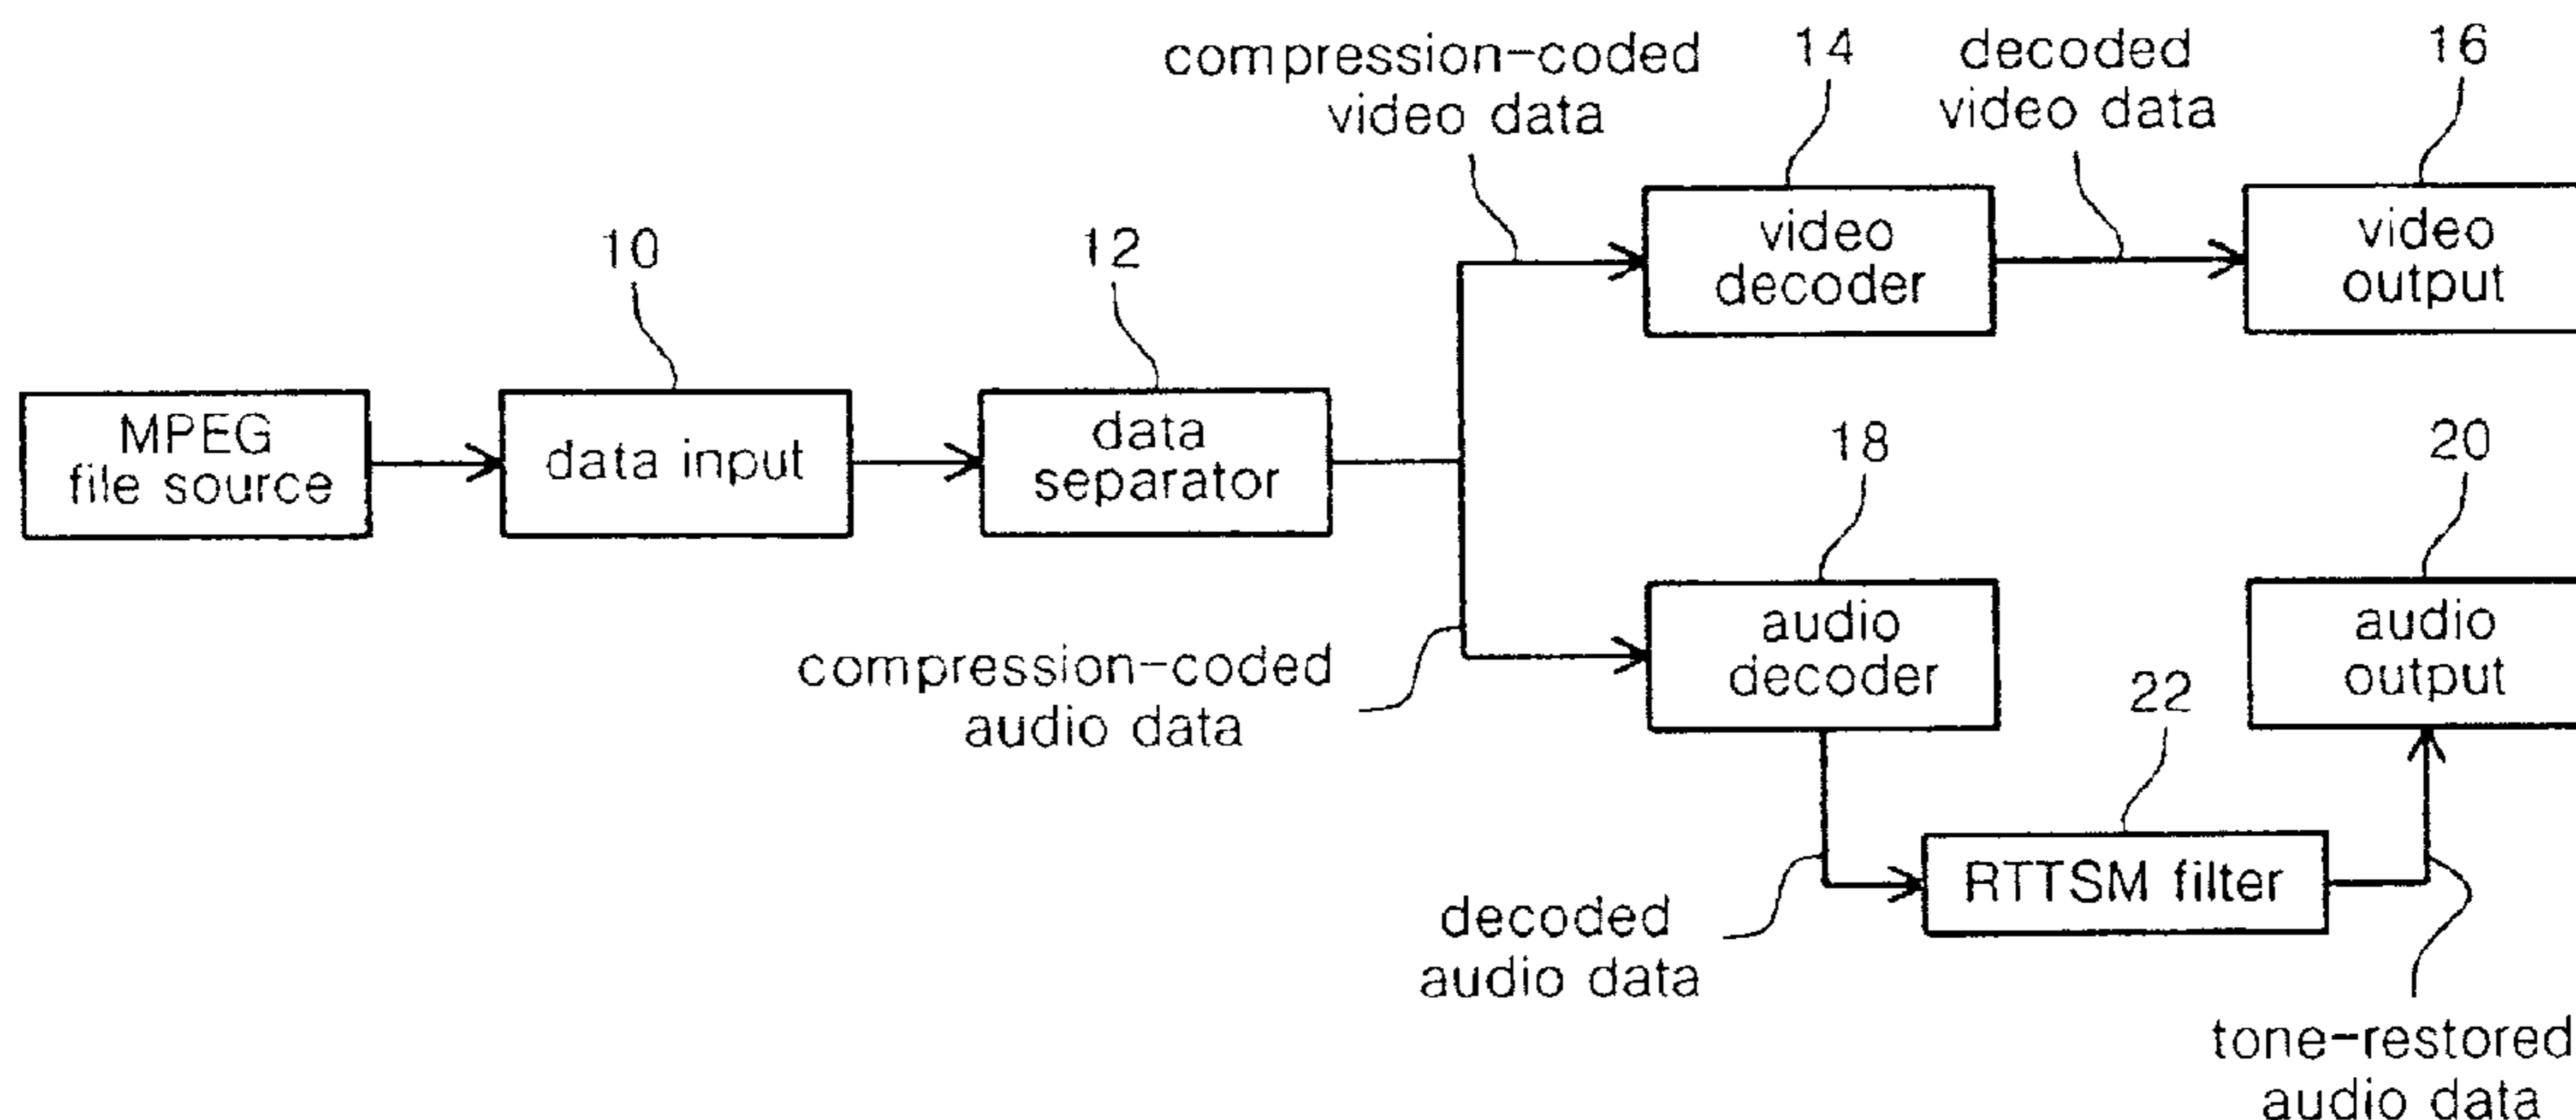 compression-coded
video data
14
decoded
video data
16
10
12
video
decoder
video
output
MPEG
file source
data input
data
separator
18
20
compression-coded
audio data
audio
decoder
22
audio
output
decoded
audio data
RTTSM filter
tone-restored
audio data